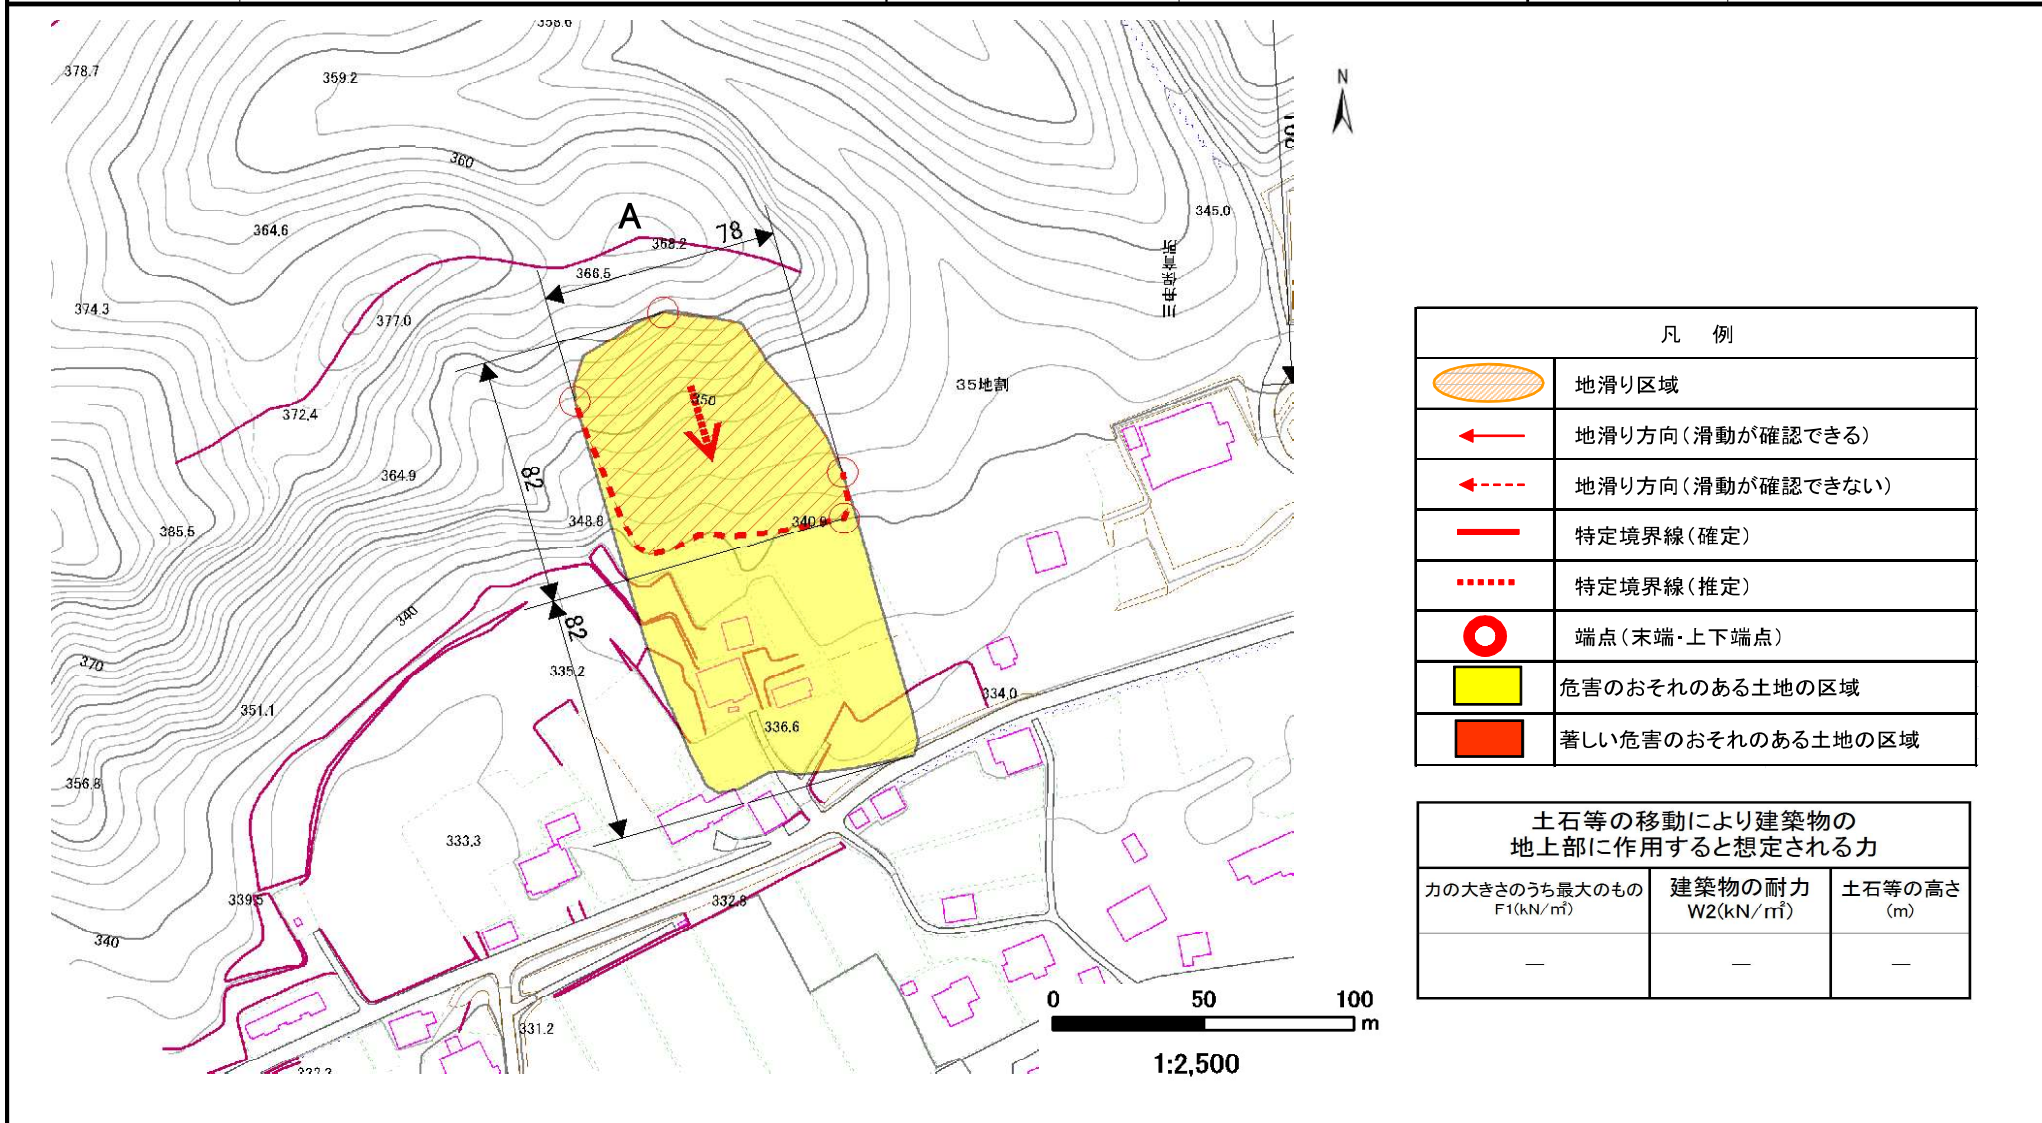 358.6
378.7
359.2
N
360
345.0
A
364.6
78
368.2
366.5
374.3
377.0
350
35地割
372.4
364.9
82
348.8
340.9
385.5
340
82
335.2
370
334.0
351.1
336.6
356.8
333.3
339.5
332.8
340
331.2
0 50 100
m
1:2,500
凡 例
地滑り区域
地滑り方向(滑動が確認できる)
地滑り方向(滑動が確認できない)
特定境界線(確定)
特定境界線(推定)
端点(末端・上下端点)
危害のおそれのある土地の区域
著しい危害のおそれのある土地の区域
土石等の移動により建築物の
地上部に作用すると想定される力
力の大きさのうち最大のもの
F1(kN/㎡)
建築物の耐力
W2(kN/㎡)
土石等の高さ
(m)
― ― ―